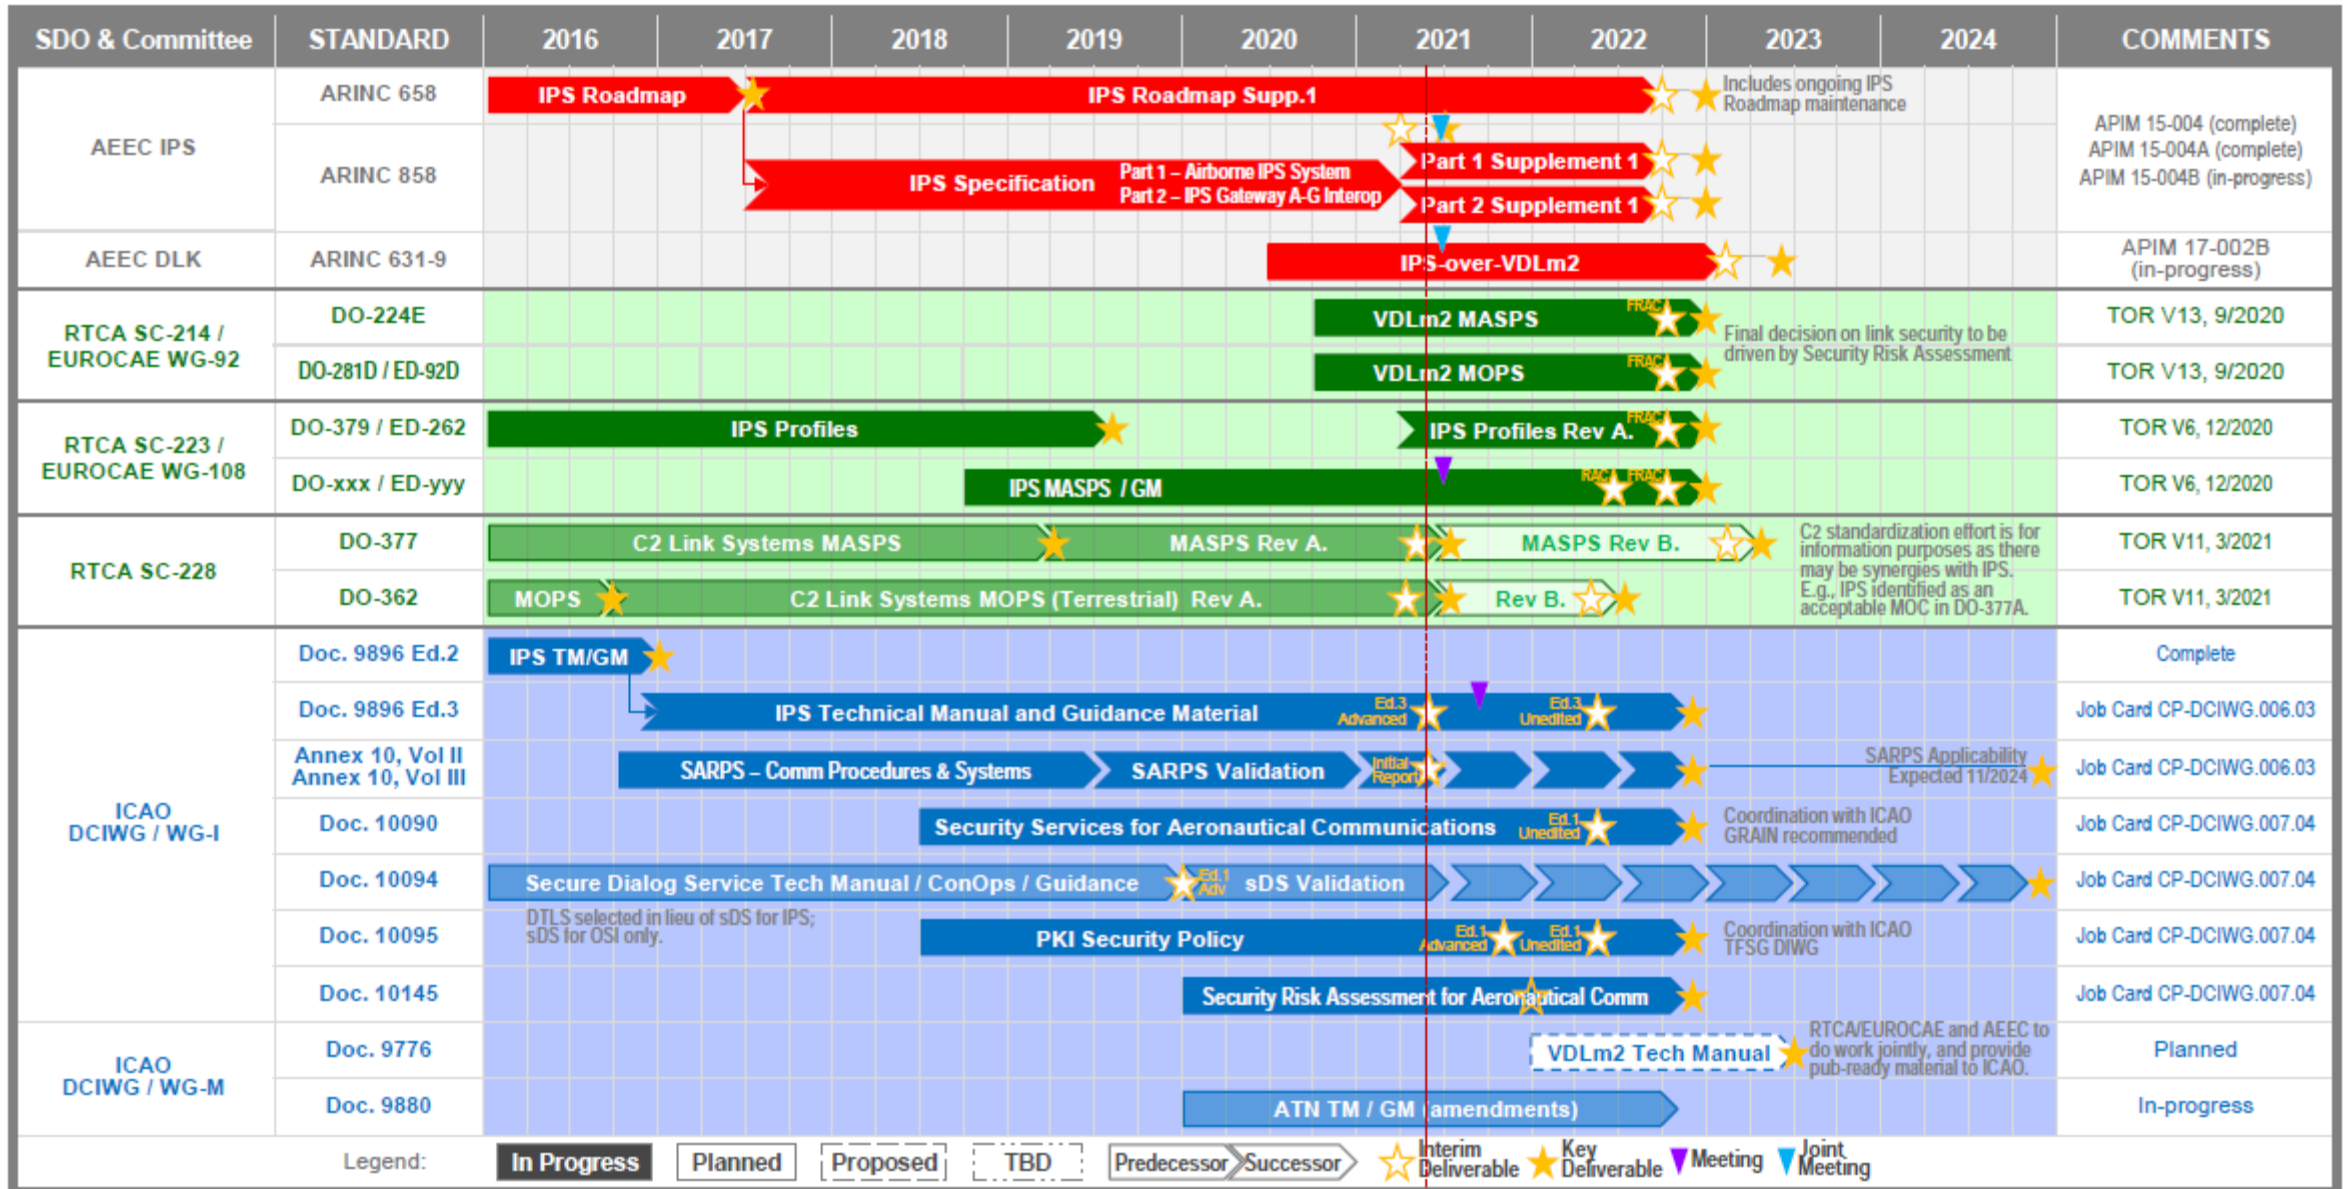 SDO & Committee STANDARD 2016 2017 2018 2019 2020 2021 2022 2023 2024 COMMENTS
AEEC IPS
ARINC 658
IPS Roadmap
IPS Roadmap Supp.1
Includes ongoing IPS
Roadmap maintenance
ARINC 858
IPS Specification
Part 1 – Airborne IPS System
Part 2 – IPS Gateway A-G Interop
Part 1 Supplement 1
Part 2 Supplement 1
APIM 15-004 (complete)
APIM 15-004A (complete)
APIM 15-004B (in-progress)
AEEC DLK
ARINC 631-9
IPS-over-VDLm2
APIM 17-002B
(in-progress)
RTCA SC-214 /
EUROCAE WG-92
DO-224E
VDLm2 MASPS
FRAC
TOR V13, 9/2020
Final decision on link security to be
driven by Security Risk Assessment
DO-281D / ED-92D
VDLm2 MOPS
FRAC
TOR V13, 9/2020
RTCA SC-223 /
EUROCAE WG-108
DO-379 / ED-262
IPS Profiles
IPS Profiles Rev A.
FRAC
TOR V6, 12/2020
DO-xxx / ED-yyy
IPS MASPS / GM
RAC
FRAC
TOR V6, 12/2020
RTCA SC-228
DO-377
C2 Link Systems MASPS
MASPS Rev A.
MASPS Rev B.
TOR V11, 3/2021
C2 standardization effort is for
information purposes as there
may be synergies with IPS.
E.g., IPS identified as an
acceptable MOC in DO-377A.
DO-362
MOPS
C2 Link Systems MOPS (Terrestrial) Rev A.
Rev B.
TOR V11, 3/2021
ICAO
DCIWG / WG-I
Doc. 9896 Ed.2
IPS TM/GM
Complete
Doc. 9896 Ed.3
IPS Technical Manual and Guidance Material
Ed.3
Advanced
Ed.3
Unedited
Job Card CP-DCIWG.006.03
Annex 10, Vol II
Annex 10, Vol III
SARPS – Comm Procedures & Systems
SARPS Validation
Initial
Report
SARPS Applicability
Expected 11/2024
Job Card CP-DCIWG.006.03
Doc. 10090
Security Services for Aeronautical Communications
Ed.1
Unedited
Coordination with ICAO
GRAIN recommended
Job Card CP-DCIWG.007.04
Doc. 10094
Secure Dialog Service Tech Manual / ConOps / Guidance
Ed.1
Adv
sDS Validation
Job Card CP-DCIWG.007.04
DTLS selected in lieu of sDS for IPS;
sDS for OSI only.
Doc. 10095
PKI Security Policy
Ed.1
Advanced
Ed.1
Unedited
Coordination with ICAO
TFSG DIWG
Job Card CP-DCIWG.007.04
Doc. 10145
Security Risk Assessment for Aeronautical Comm
Job Card CP-DCIWG.007.04
ICAO
DCIWG / WG-M
Doc. 9776
VDLm2 Tech Manual
RTCA/EUROCAE and AEEC to
do work jointly, and provide
pub-ready material to ICAO.
Planned
Doc. 9880
ATN TM / GM (amendments)
In-progress
Legend:
In Progress
Planned
Proposed
TBD
Predecessor
Successor
Interim
Deliverable
Key
Deliverable
Meeting
Joint
Meeting